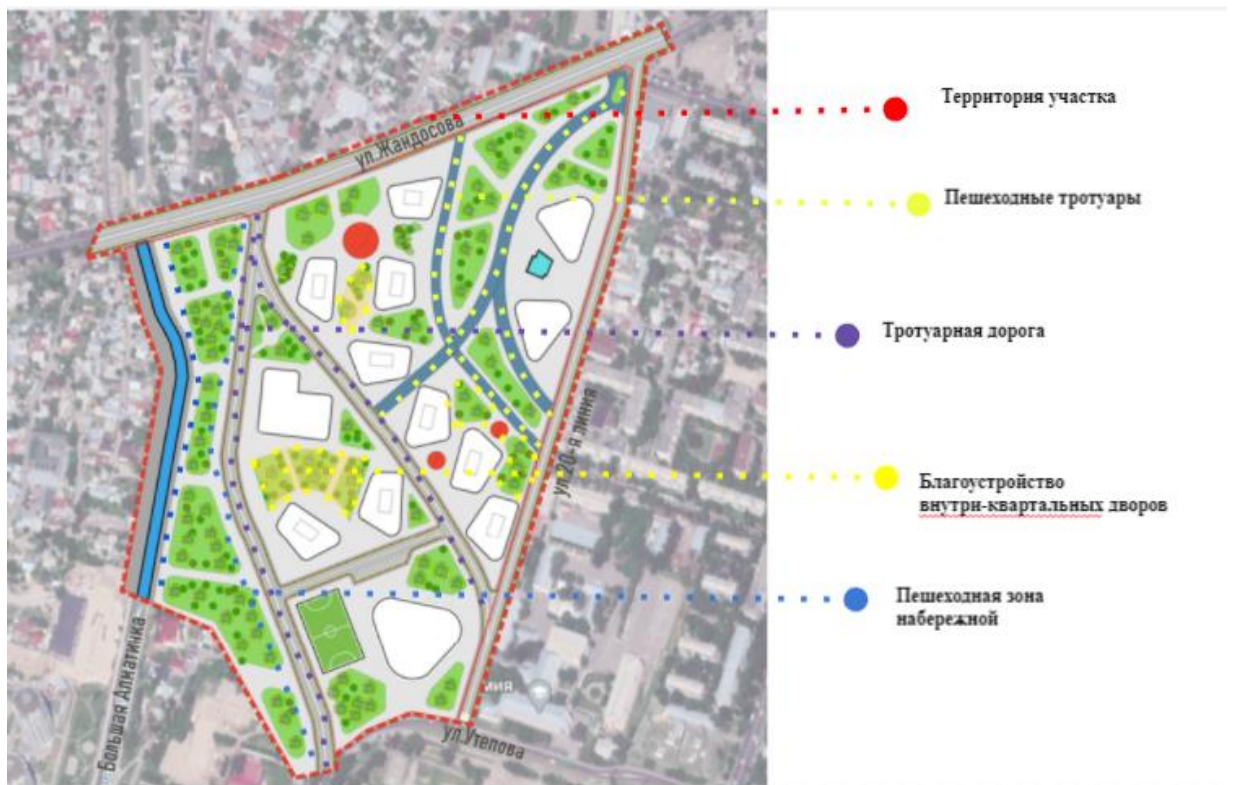 Территория участка
ул.Жандосова
Пешеходные тротуары
Тротуарная дорога
ул.20-я линия
Благоустройство
внутри-квартальных дворов
Пешеходная зона
набережной
Большая Алматинка
ул.Утепова